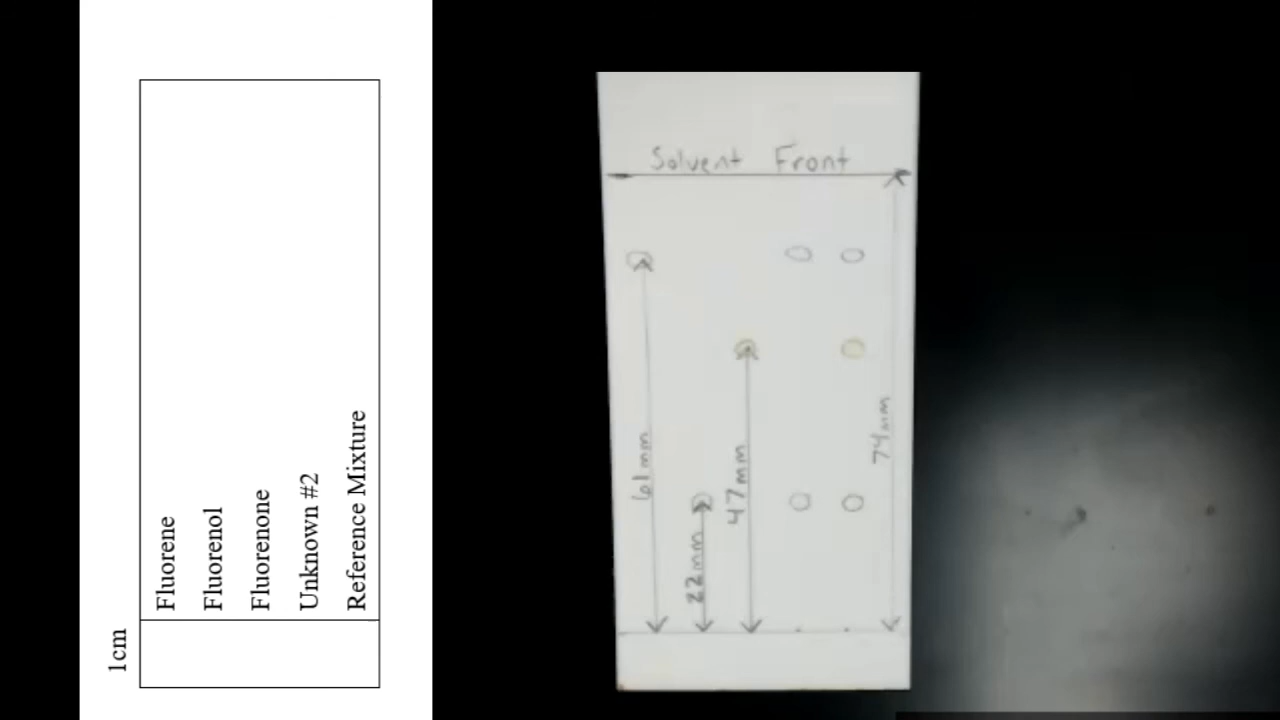 1cm
Fluorene
Fluorenol
Fluorenone
Unknown #2
Reference Mixture
Solvent Front
61mm
22mm
47mm
74mm